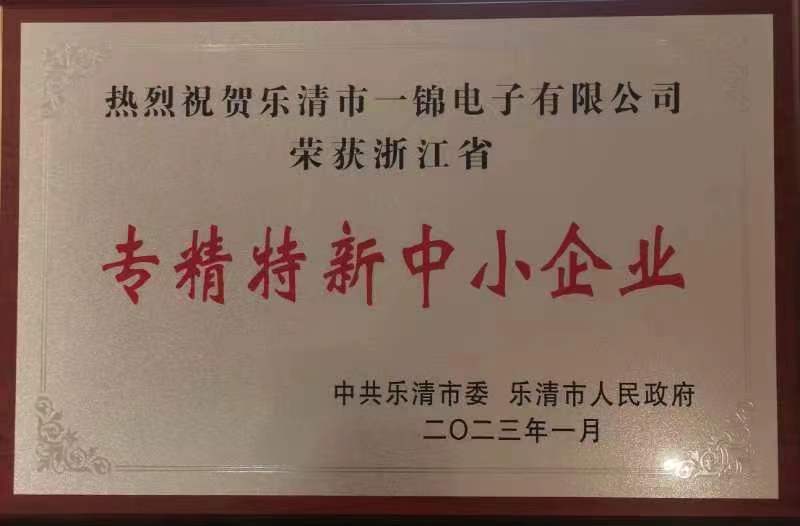 热烈祝贺乐清市一锦电子有限公司
荣获浙江省
专精特新中小企业
中共乐清市委 乐清市人民政府
二〇二三年一月